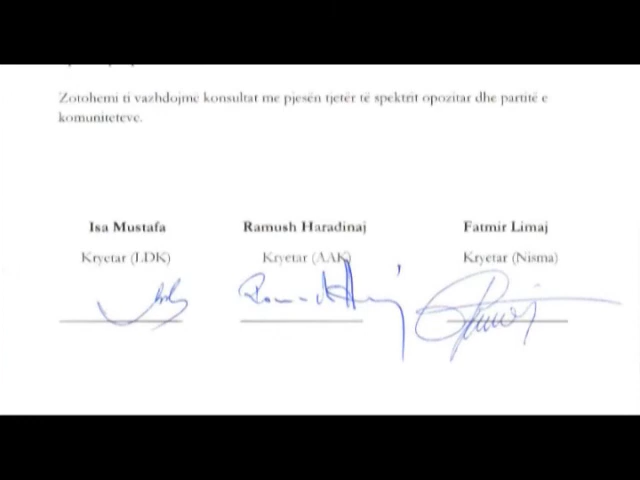 Zotohemi ti vazhdojmë konsultat me pjesën tjetër të spektrit opozitar dhe partitë e
komuniteteve.
Isa Mustafa
Ramush Haradinaj
Fatmir Limaj
Kryetar (LDK)
Kryetar (AAK)
Kryetar (Nisma)